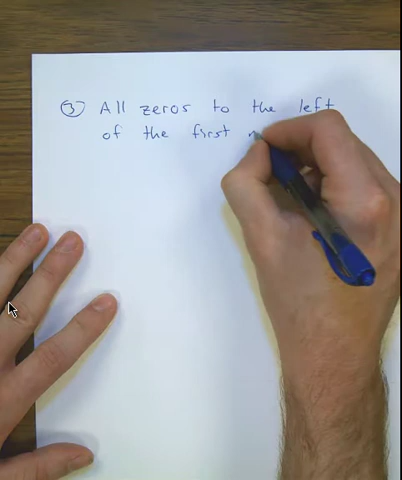 ③ All zeros to the left
of the first